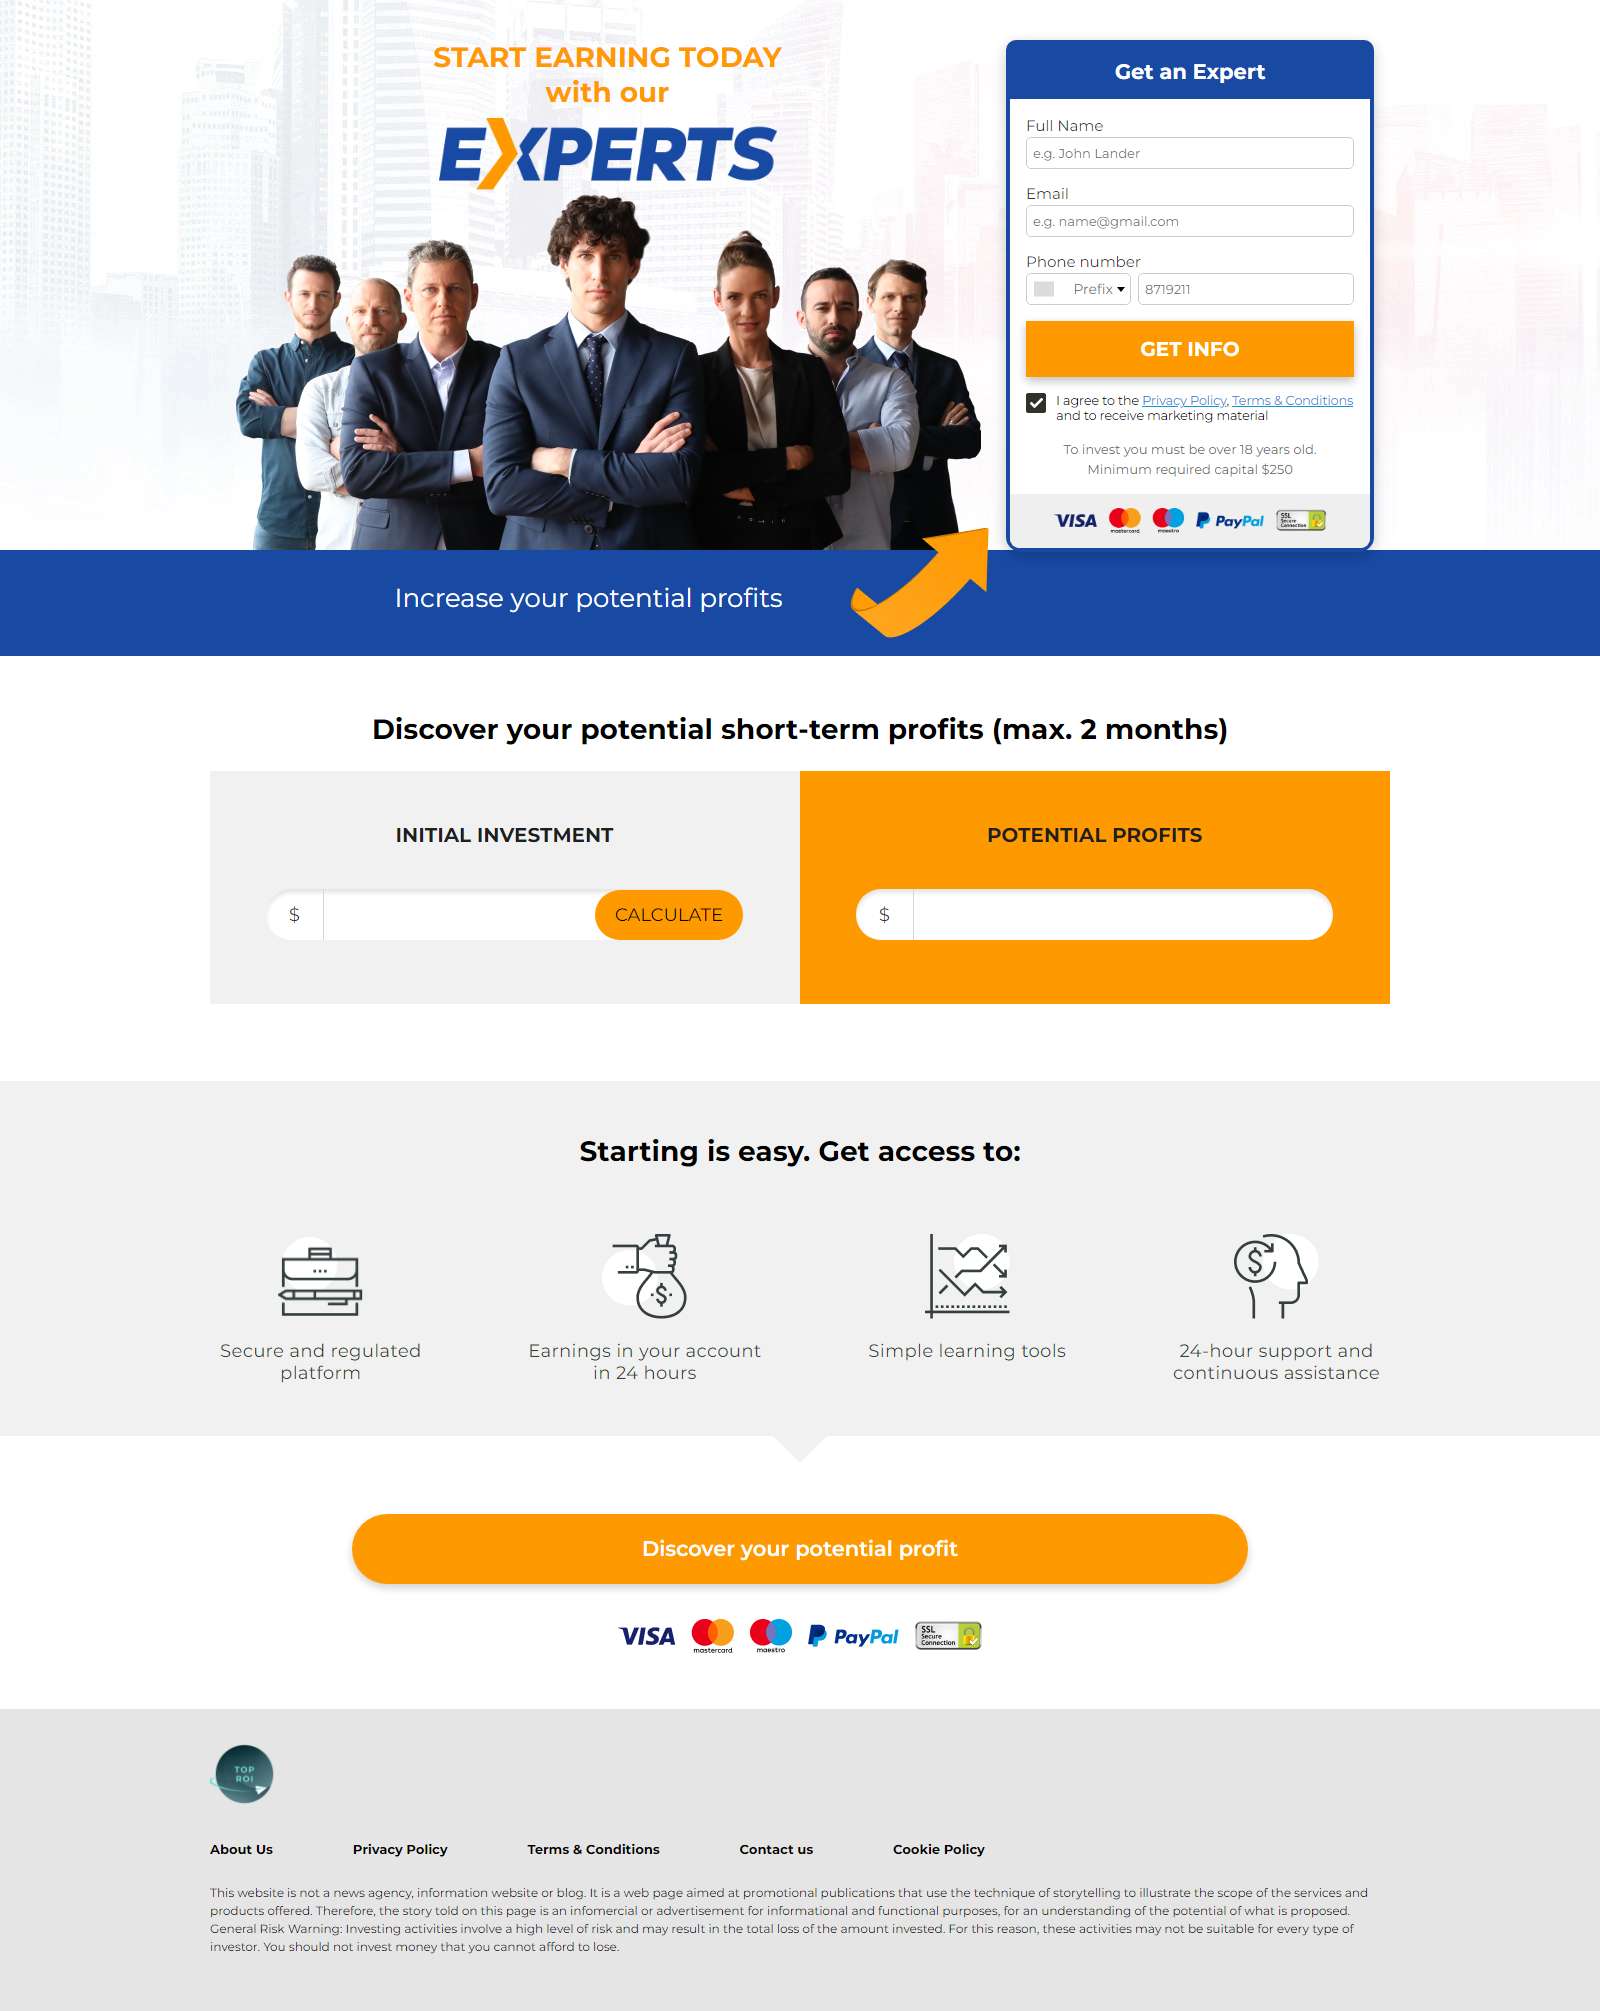 START EARNING TODAY
with our
EXPERTS
Get an Expert
Full Name
e.g. John Lander
Email
e.g. name@gmail.com
Phone number
Prefix
8719211
GET INFO
I agree to the Privacy Policy, Terms & Conditions
and to receive marketing material
To invest you must be over 18 years old.
Minimum required capital $250
VISA
mastercard
maestro
PayPal
SSL
Secure
Connection
Increase your potential profits
Discover your potential short-term profits (max. 2 months)
INITIAL INVESTMENT
$
CALCULATE
POTENTIAL PROFITS
$
Starting is easy. Get access to:
Secure and regulated
platform
Earnings in your account
in 24 hours
Simple learning tools
24-hour support and
continuous assistance
Discover your potential profit
VISA
mastercard
maestro
PayPal
SSL
Secure
Connection
TOP
ROI
About Us
Privacy Policy
Terms & Conditions
Contact us
Cookie Policy
This website is not a news agency, information website or blog. It is a web page aimed at promotional publications that use the technique of storytelling to illustrate the scope of the services and
products offered. Therefore, the story told on this page is an infomercial or advertisement for informational and functional purposes, for an understanding of the potential of what is proposed.
General Risk Warning: Investing activities involve a high level of risk and may result in the total loss of the amount invested. For this reason, these activities may not be suitable for every type of
investor. You should not invest money that you cannot afford to lose.